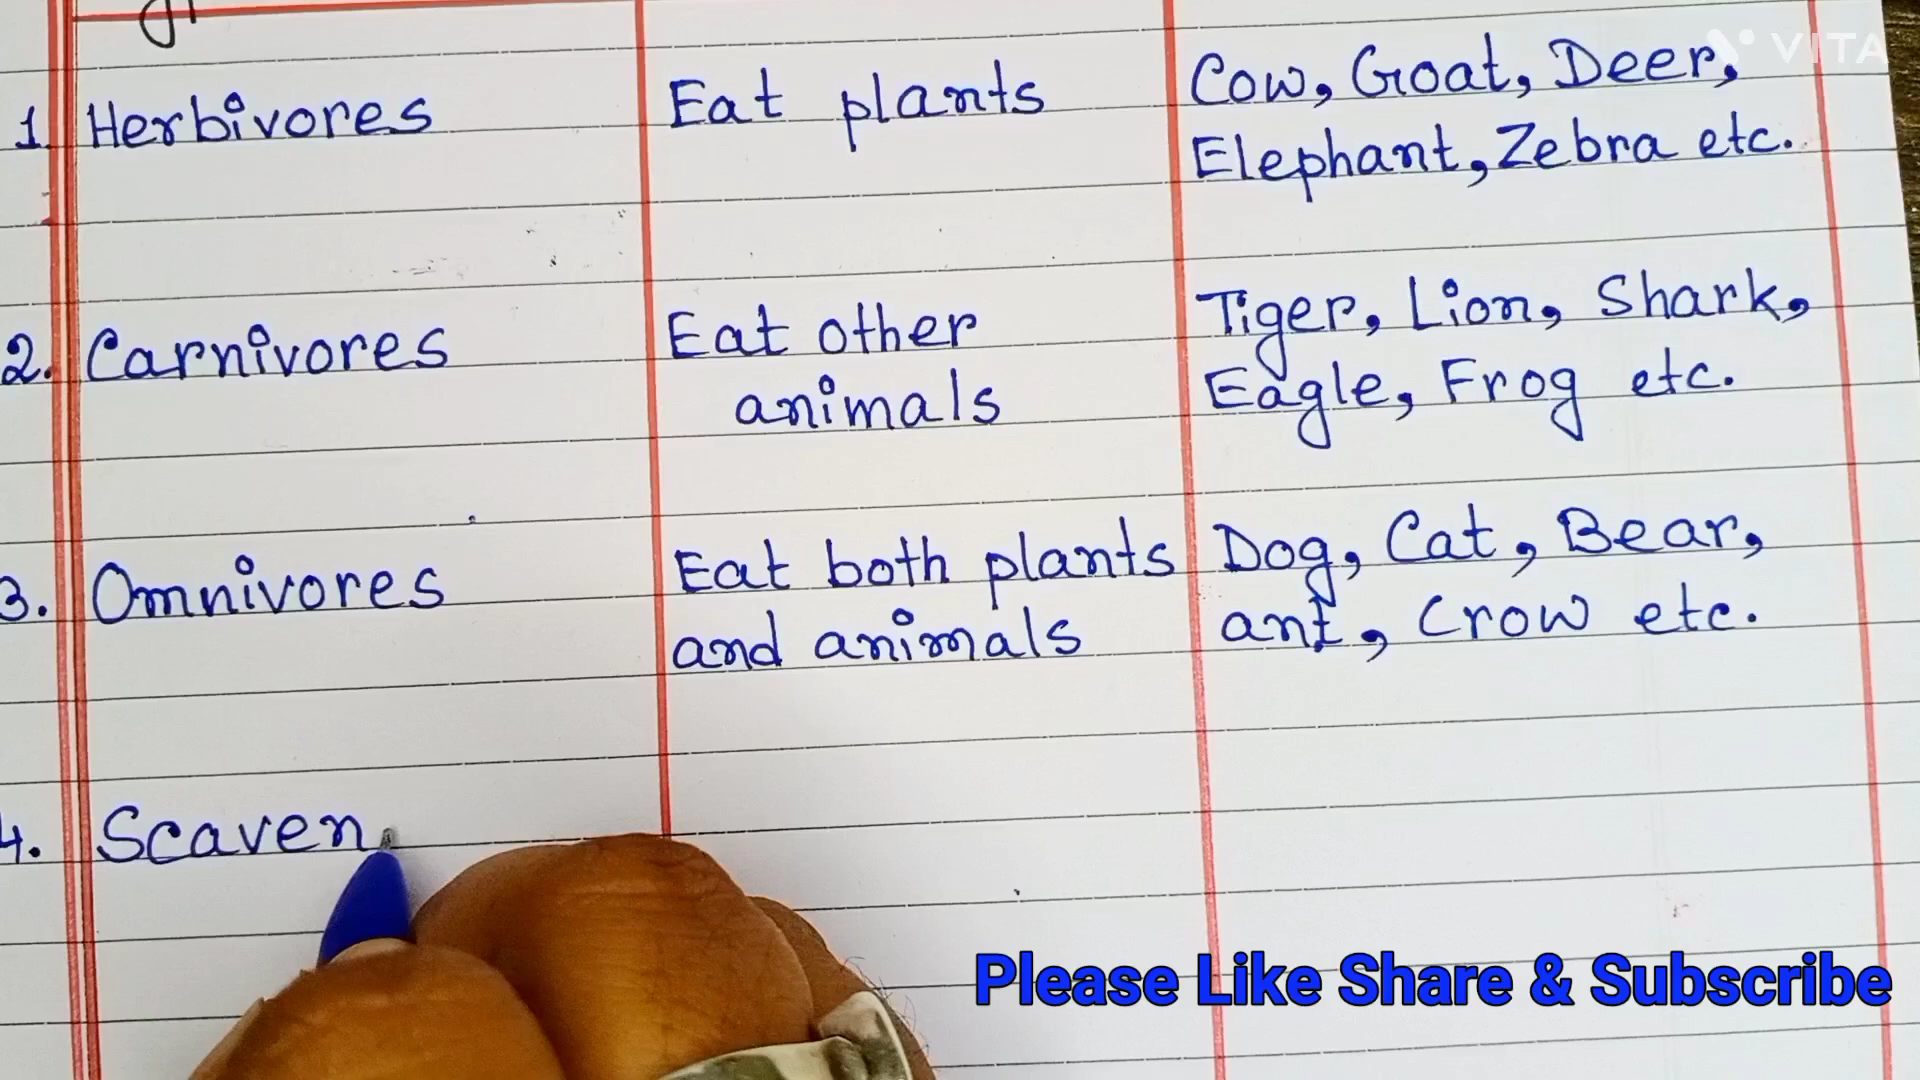 1. Herbivores Eat plants Cow, Goat, Deer,
Elephant, Zebra etc.
2. Carnivores Eat other Tiger, Lion, Shark,
animals Eagle, Frog etc.
3. Omnivores Eat both plants Dog, Cat, Bear,
and animals ant, Crow etc.
4. Scaven
Please Like Share & Subscribe
VITA